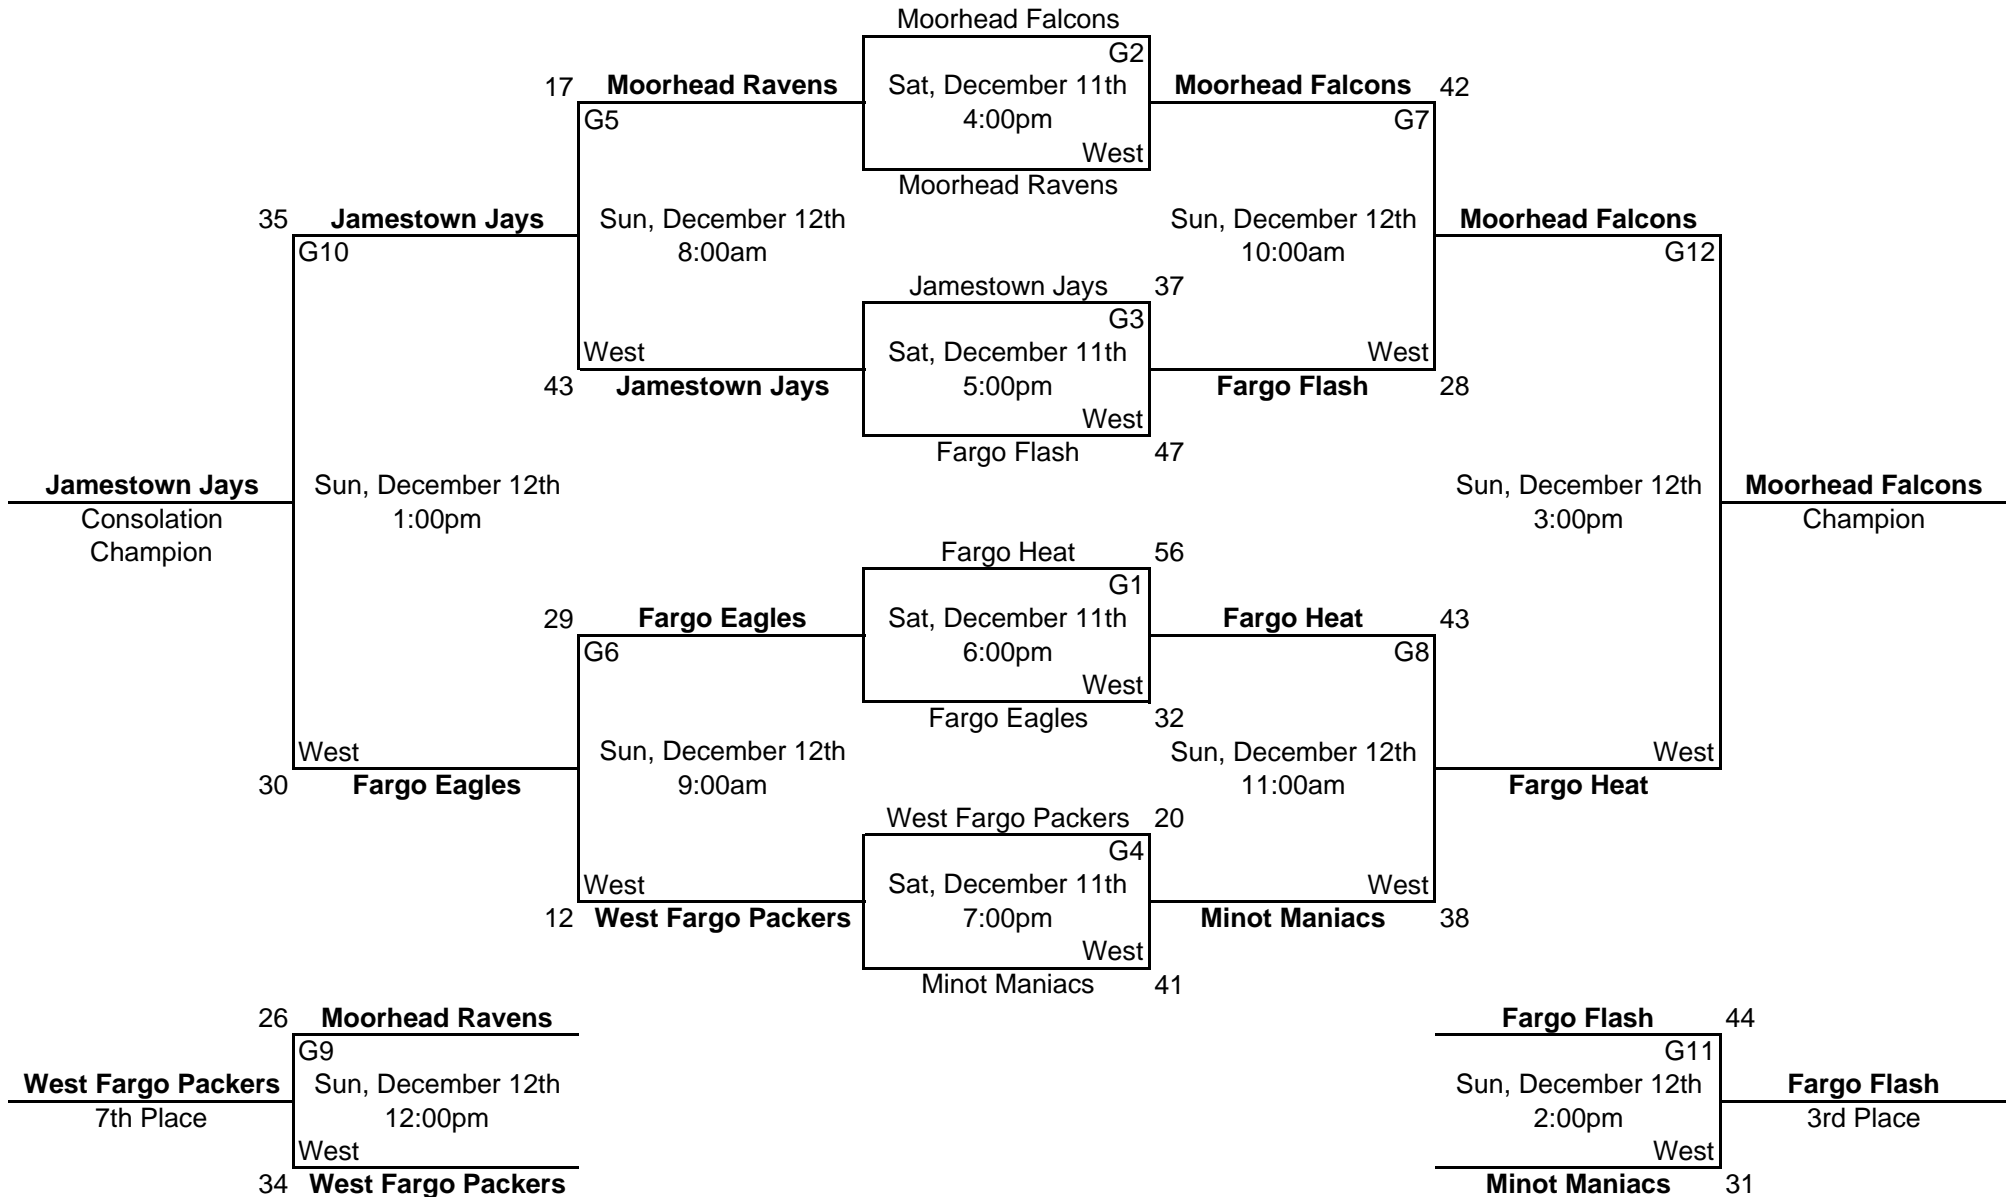 Moorhead Falcons
G2
17 Moorhead Ravens Sat, December 11th Moorhead Falcons 42
G5 4:00pm G7
West
Moorhead Ravens
35 Jamestown Jays Sun, December 12th Sun, December 12th Moorhead Falcons
G10 8:00am 10:00am G12
Jamestown Jays 37
G3
West Sat, December 11th West
43 Jamestown Jays 5:00pm Fargo Flash 28
West
Fargo Flash 47
Jamestown Jays Sun, December 12th Sun, December 12th Moorhead Falcons
Consolation 1:00pm 3:00pm Champion
Champion Fargo Heat 56
G1
29 Fargo Eagles Sat, December 11th Fargo Heat 43
G6 6:00pm G8
West
Fargo Eagles 32
West Sun, December 12th Sun, December 12th West
30 Fargo Eagles 9:00am 11:00am Fargo Heat
West Fargo Packers 20
G4
West Sat, December 11th West
12 West Fargo Packers 7:00pm Minot Maniacs 38
West
Minot Maniacs 41
26 Moorhead Ravens Fargo Flash 44
G9 G11
West Fargo Packers Sun, December 12th Sun, December 12th Fargo Flash
7th Place 12:00pm 2:00pm 3rd Place
West West
34 West Fargo Packers Minot Maniacs 31